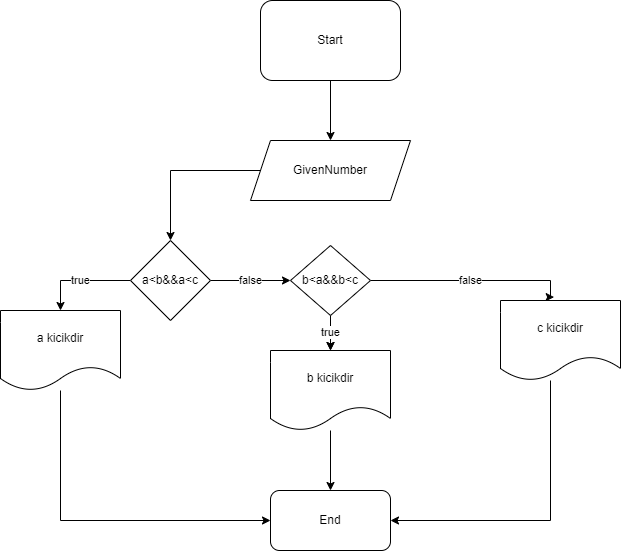 Start
GivenNumber
a<b&&a<c
true
false
b<a&&b<c
false
true
a kicikdir
b kicikdir
c kicikdir
End